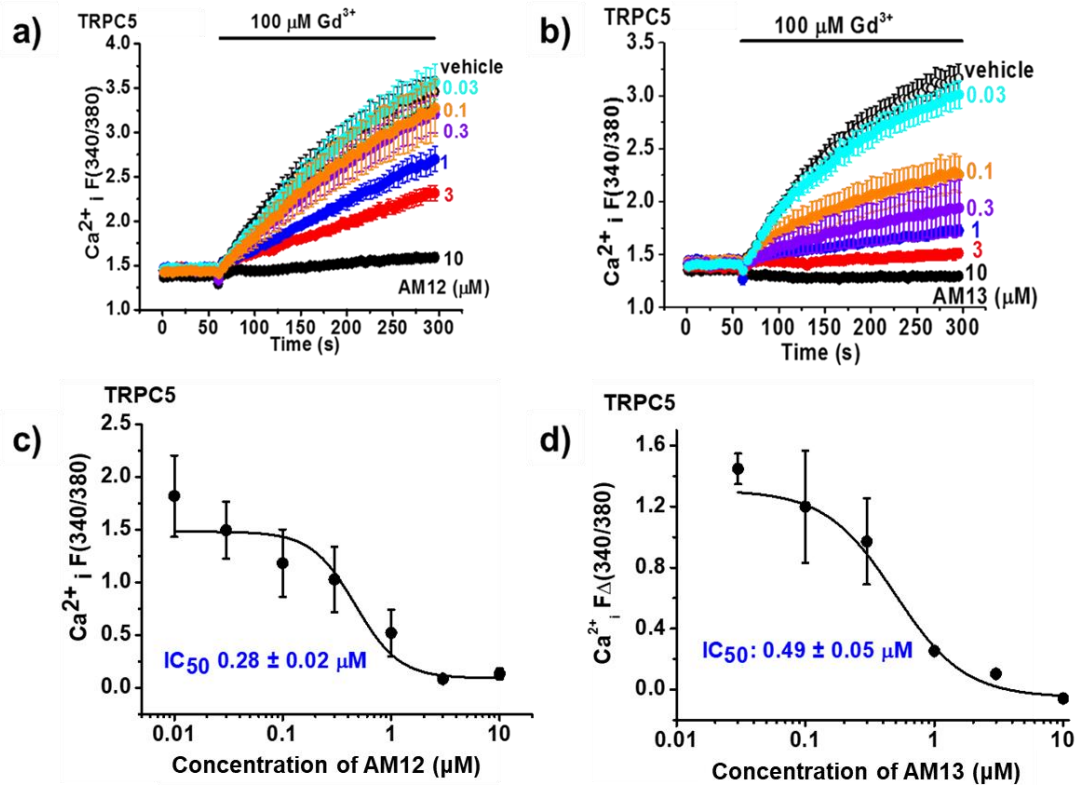 a)
TRPC5
100 μM Gd³⁺
Ca²⁺ i F(340/380)
4.0
3.5
3.0
2.5
2.0
1.5
1.0
vehicle
0.03
0.1
0.3
1
3
10
AM12 (μM)
0 50 100 150 200 250 300
Time (s)
b)
TRPC5
100 μM Gd³⁺
Ca²⁺ i F(340/380)
3.5
3.0
2.5
2.0
1.5
1.0
vehicle
0.03
0.1
0.3
1
3
10
AM13 (μM)
0 50 100 150 200 250 300
Time (s)
c)
TRPC5
Ca²⁺ i F(340/380)
2.5
2.0
1.5
1.0
0.5
0.0
IC50 0.28 ± 0.02 μM
0.01 0.1 1 10
Concentration of AM12 (μM)
d)
TRPC5
Ca²⁺ i FΔ(340/380)
1.6
1.2
0.8
0.4
0.0
IC50: 0.49 ± 0.05 μM
0.01 0.1 1 10
Concentration of AM13 (μM)